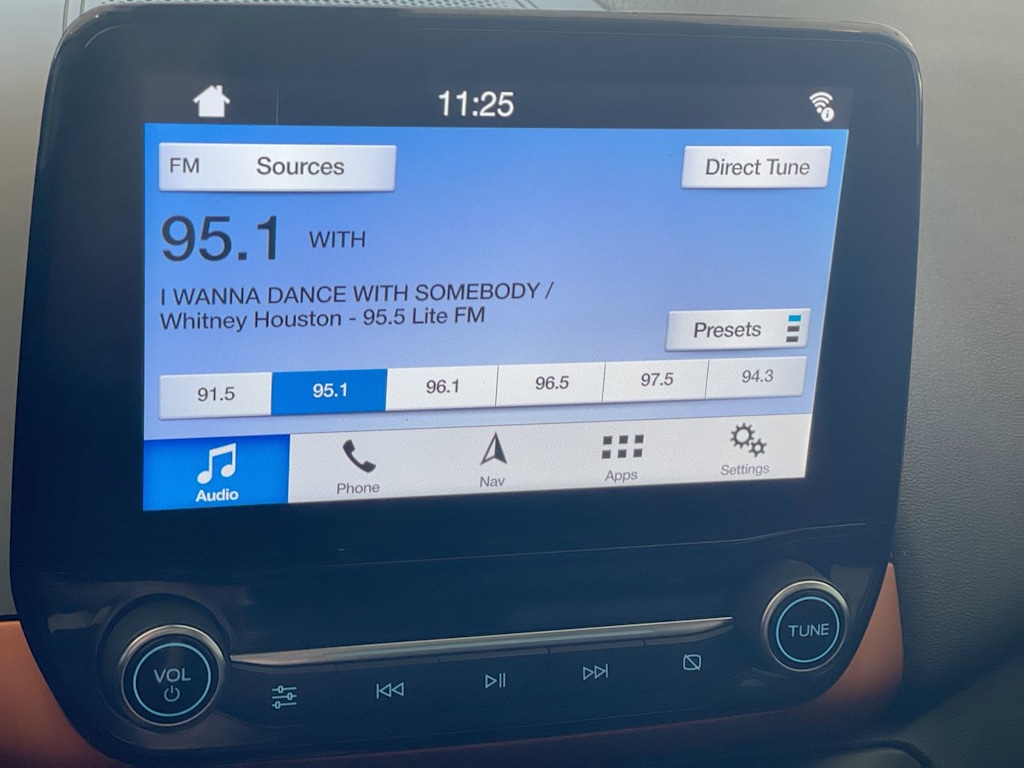 11:25
FM Sources
Direct Tune
95.1 WITH
I WANNA DANCE WITH SOMEBODY /
Whitney Houston - 95.5 Lite FM
Presets
91.5 95.1 96.1 96.5 97.5 94.3
Audio Phone Nav Apps Settings
VOL
TUNE